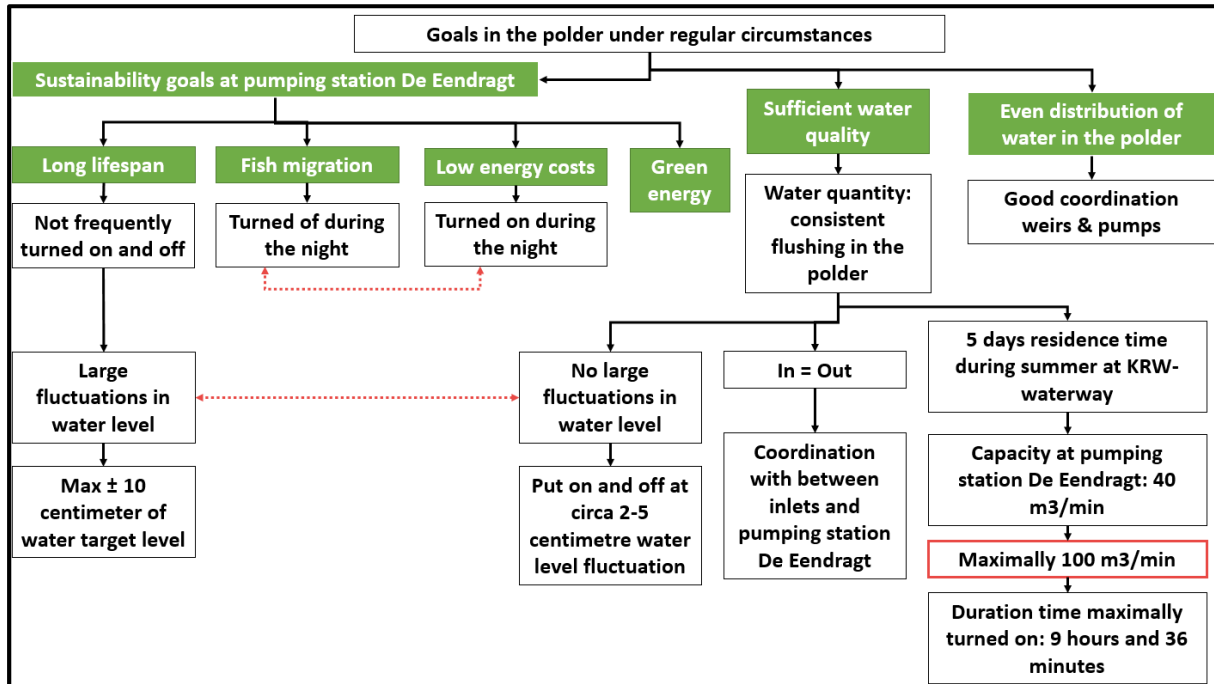 Goals in the polder under regular circumstances
Sustainability goals at pumping station De Eendragt
Sufficient water
quality
Even distribution of
water in the polder
Long lifespan
Fish migration
Low energy costs
Green
energy
Not frequently
turned on and off
Turned of during
the night
Turned on during
the night
Water quantity:
consistent
flushing in the
polder
Good coordination
weirs & pumps
Large
fluctuations in
water level
No large
fluctuations in
water level
In = Out
5 days residence time
during summer at KRW-
waterway
Max ± 10
centimeter of
water target level
Put on and off at
circa 2-5
centimetre water
level fluctuation
Coordination
with between
inlets and
pumping station
De Eendragt
Capacity at pumping
station De Eendragt: 40
m3/min
Maximally 100 m3/min
Duration time maximally
turned on: 9 hours and 36
minutes